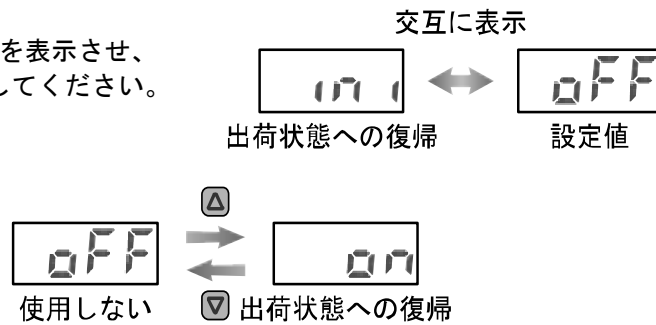 交互に表示
を表示させ、
してください。
ini
oFF
出荷状態への復帰
設定値
oFF
on
使用しない
出荷状態への復帰